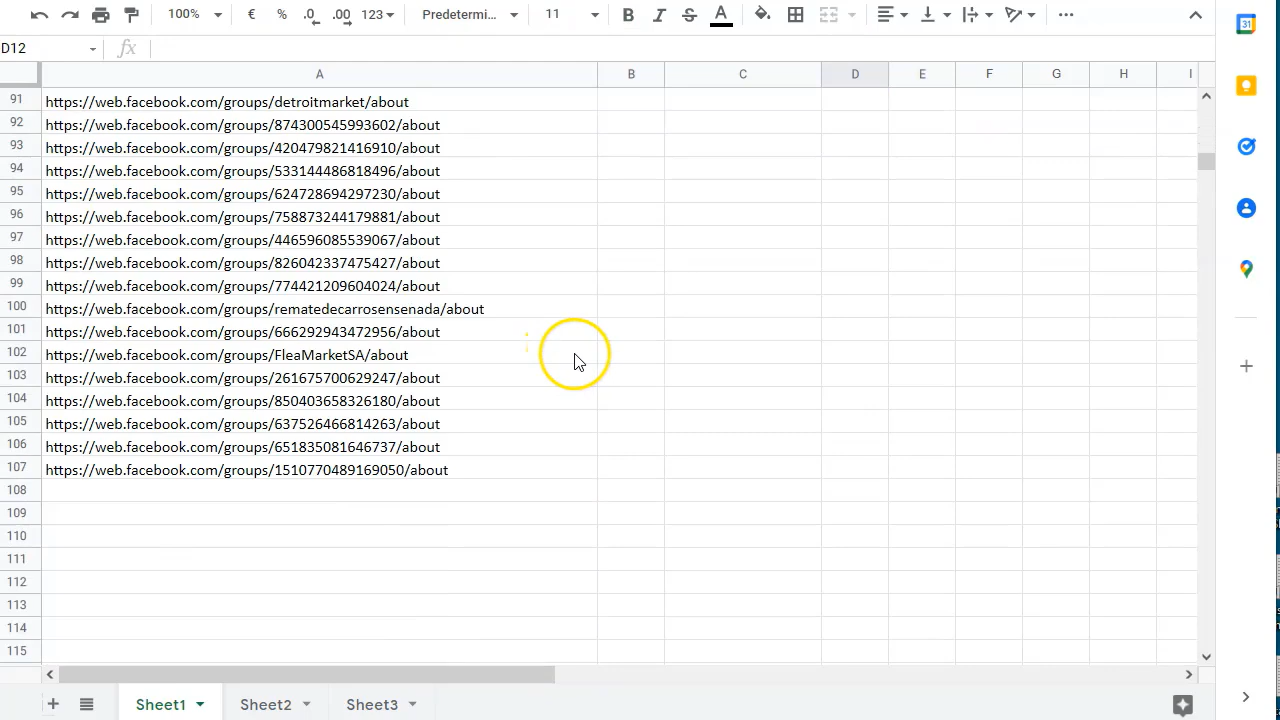 100% € % .0 .00 123 Predetermi... 11 B I S A
D12 fx
A B C D E F G H I
91 https://web.facebook.com/groups/detroitmarket/about
92 https://web.facebook.com/groups/874300545993602/about
93 https://web.facebook.com/groups/420479821416910/about
94 https://web.facebook.com/groups/533144486818496/about
95 https://web.facebook.com/groups/624728694297230/about
96 https://web.facebook.com/groups/758873244179881/about
97 https://web.facebook.com/groups/446596085539067/about
98 https://web.facebook.com/groups/826042337475427/about
99 https://web.facebook.com/groups/774421209604024/about
100 https://web.facebook.com/groups/rematedecarrosensenada/about
101 https://web.facebook.com/groups/666292943472956/about
102 https://web.facebook.com/groups/FleaMarketSA/about
103 https://web.facebook.com/groups/261675700629247/about
104 https://web.facebook.com/groups/850403658326180/about
105 https://web.facebook.com/groups/637526466814263/about
106 https://web.facebook.com/groups/651835081646737/about
107 https://web.facebook.com/groups/1510770489169050/about
108
109
110
111
112
113
114
115
Sheet1 Sheet2 Sheet3
31